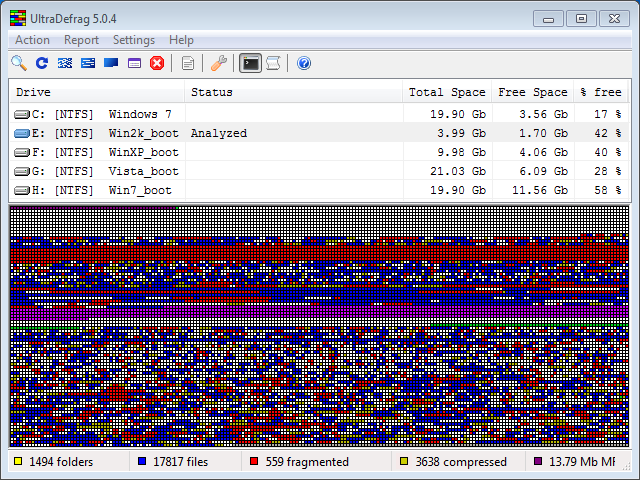 UltraDefrag 5.0.4
Action Report Settings Help
Drive Status Total Space Free Space % free
C: [NTFS] Windows 7 19.90 Gb 3.56 Gb 17 %
E: [NTFS] Win2k_boot Analyzed 3.99 Gb 1.70 Gb 42 %
F: [NTFS] WinXP_boot 9.98 Gb 4.06 Gb 40 %
G: [NTFS] Vista_boot 21.03 Gb 6.09 Gb 28 %
H: [NTFS] Win7_boot 19.90 Gb 11.56 Gb 58 %
1494 folders 17817 files 559 fragmented 3638 compressed 13.79 Mb MF